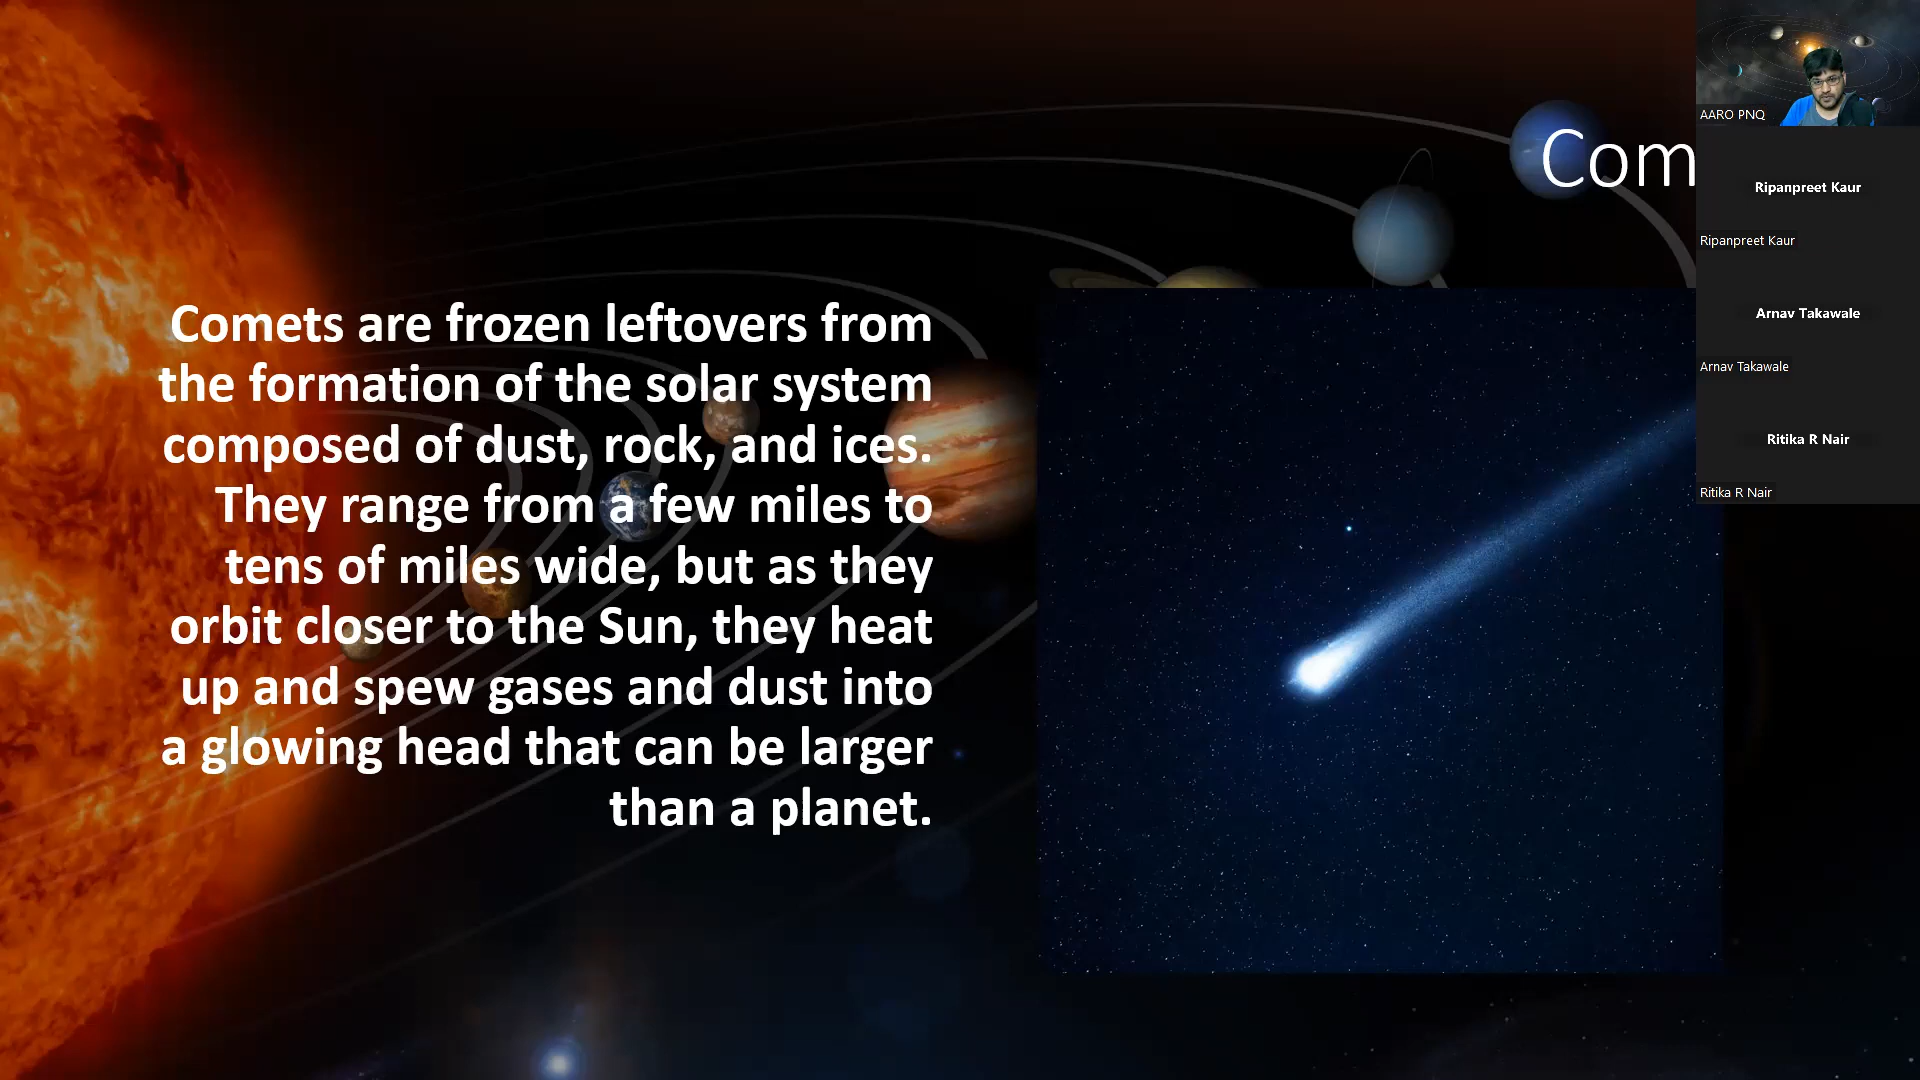 Com
Comets are frozen leftovers from
the formation of the solar system
composed of dust, rock, and ices.
They range from a few miles to
tens of miles wide, but as they
orbit closer to the Sun, they heat
up and spew gases and dust into
a glowing head that can be larger
than a planet.
AARO PNQ
Ripanpreet Kaur
Ripanpreet Kaur
Arnav Takawale
Arnav Takawale
Ritika R Nair
Ritika R Nair